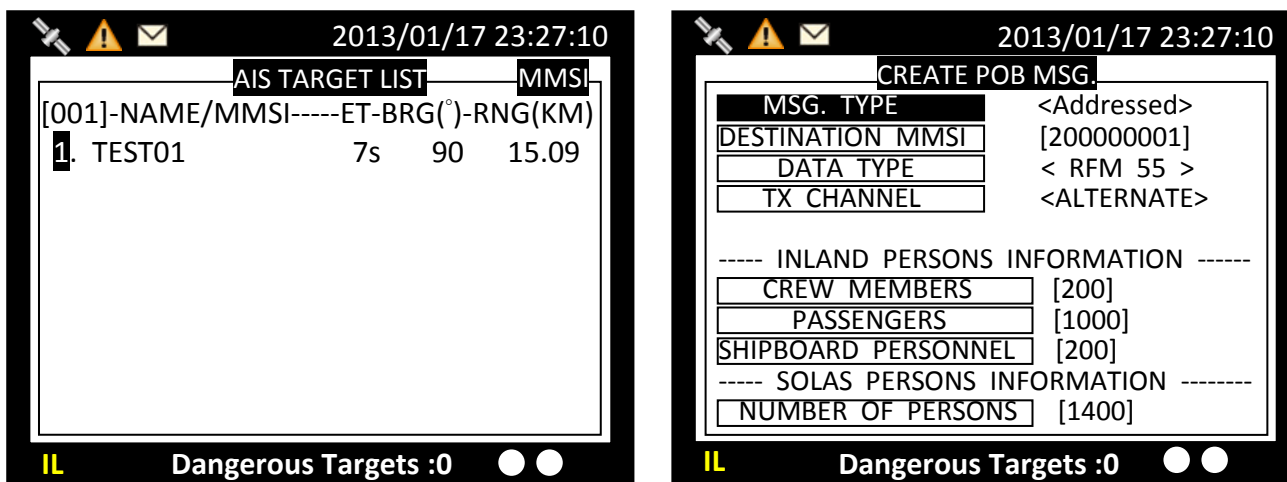 2013/01/17 23:27:10
AIS TARGET LIST MMSI
[001]-NAME/MMSI-----ET-BRG(°)-RNG(KM)
1. TEST01 7s 90 15.09
IL Dangerous Targets :0
2013/01/17 23:27:10
CREATE POB MSG.
MSG. TYPE <Addressed>
DESTINATION MMSI [200000001]
DATA TYPE < RFM 55 >
TX CHANNEL <ALTERNATE>
----- INLAND PERSONS INFORMATION ------
CREW MEMBERS [200]
PASSENGERS [1000]
SHIPBOARD PERSONNEL [200]
----- SOLAS PERSONS INFORMATION --------
NUMBER OF PERSONS [1400]
IL Dangerous Targets :0